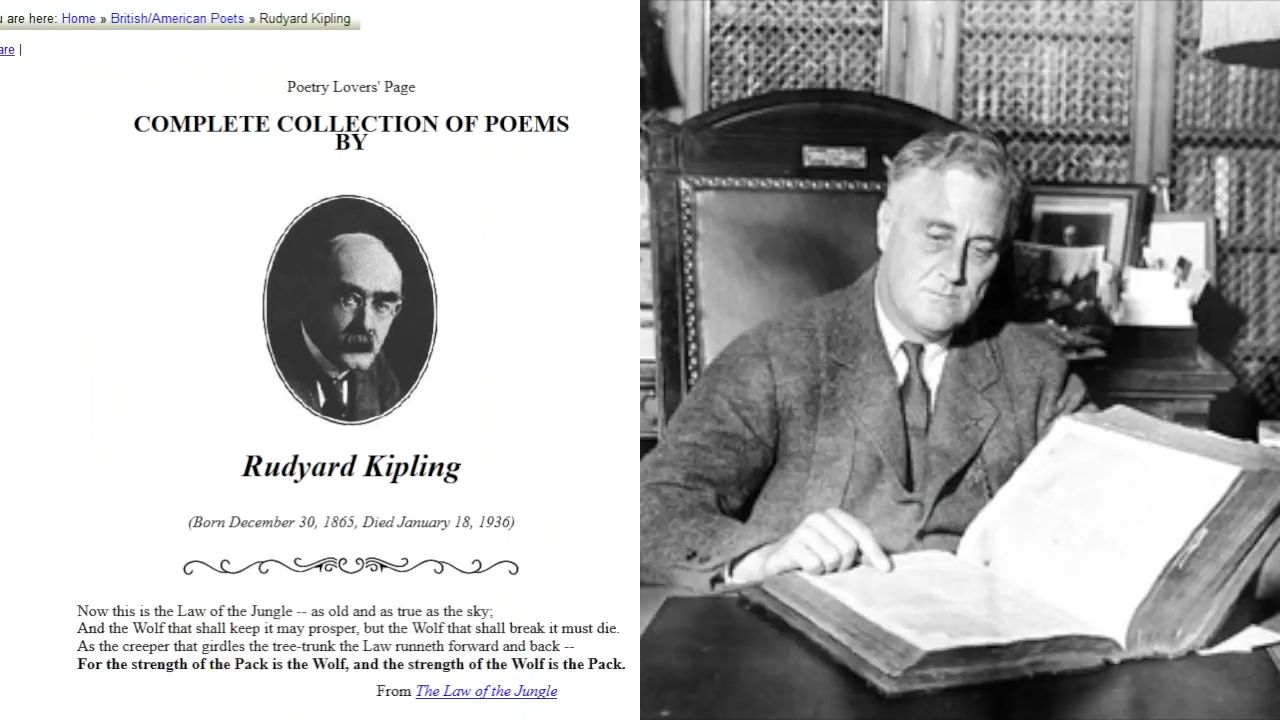 u are here: Home » British/American Poets » Rudyard Kipling
are |
Poetry Lovers' Page
COMPLETE COLLECTION OF POEMS
BY
Rudyard Kipling
(Born December 30, 1865, Died January 18, 1936)
Now this is the Law of the Jungle -- as old and as true as the sky;
And the Wolf that shall keep it may prosper, but the Wolf that shall break it must die.
As the creeper that girdles the tree-trunk the Law runneth forward and back --
For the strength of the Pack is the Wolf, and the strength of the Wolf is the Pack.
From The Law of the Jungle